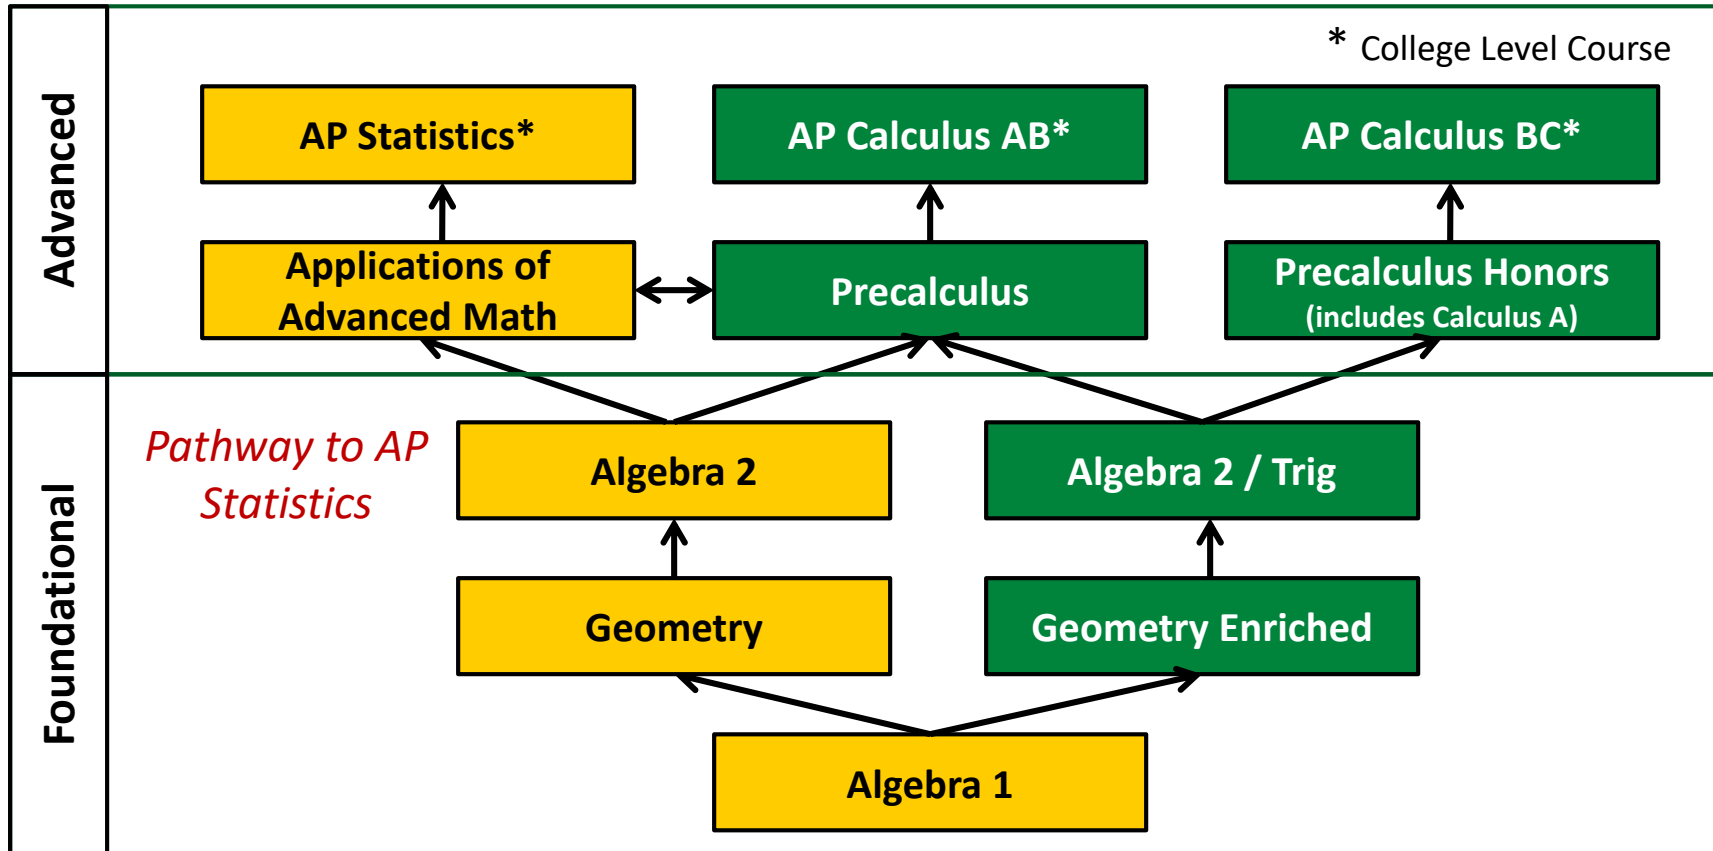 * College Level Course
Advanced
AP Statistics*
AP Calculus AB*
AP Calculus BC*
Applications of
Advanced Math
Precalculus
Precalculus Honors
(includes Calculus A)
Foundational
Pathway to AP
Statistics
Algebra 2
Algebra 2 / Trig
Geometry
Geometry Enriched
Algebra 1